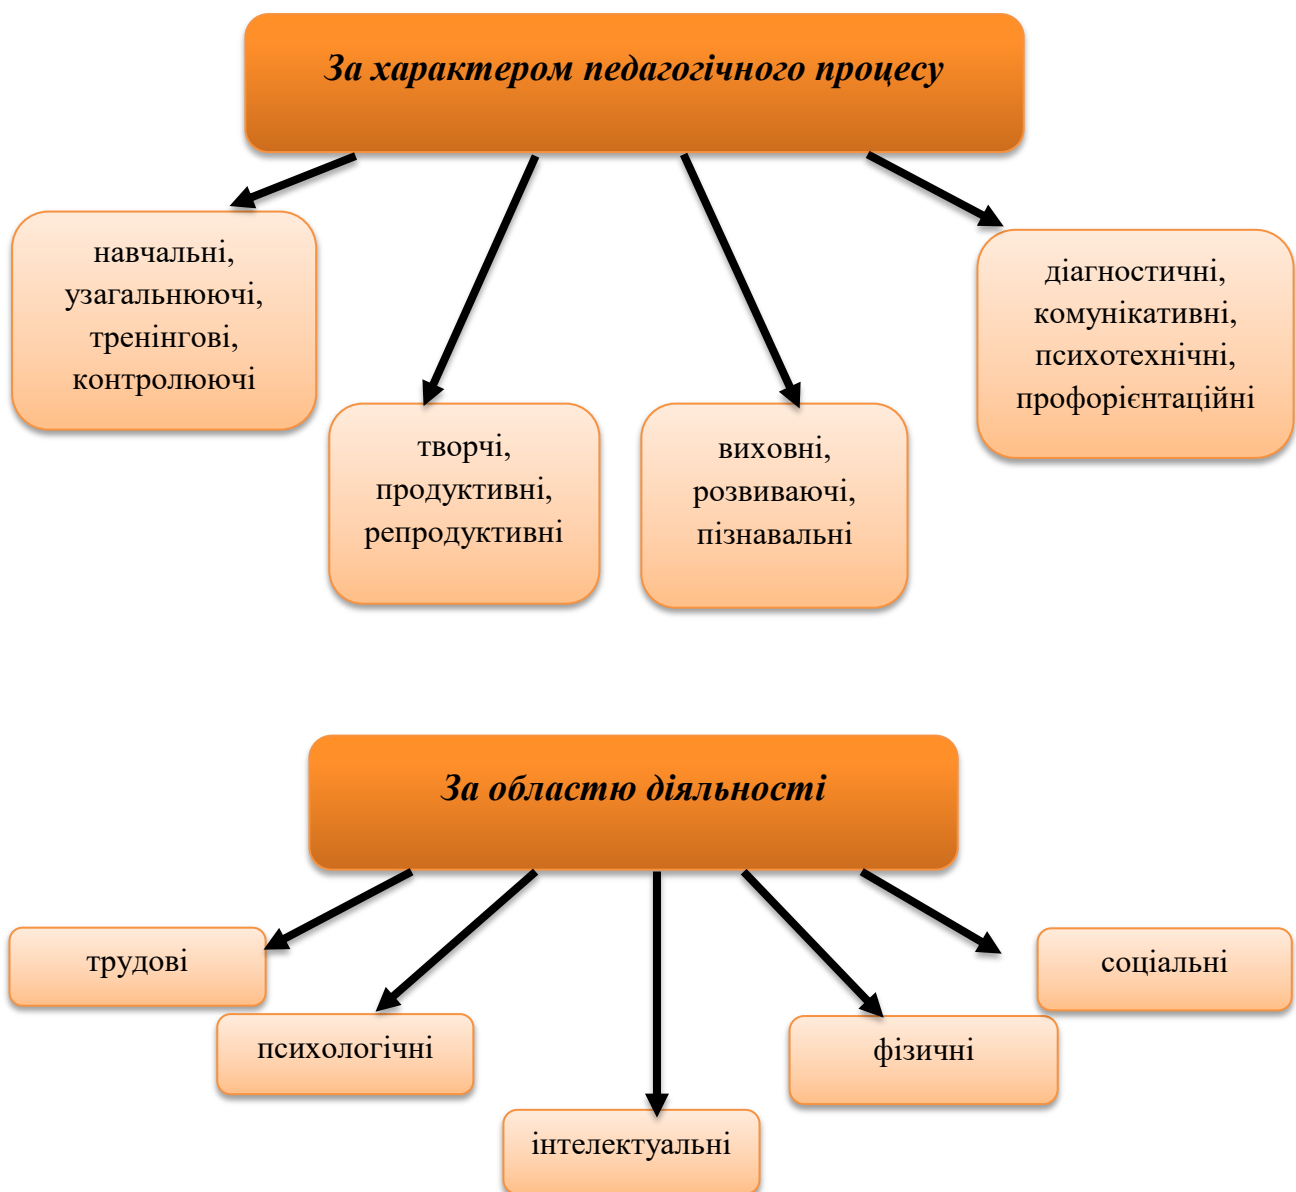 За характером педагогічного процесу
навчальні,
узагальнюючі,
тренінгові,
контролюючі
творчі,
продуктивні,
репродуктивні
виховні,
розвиваючі,
пізнавальні
діагностичні,
комунікативні,
психотехнічні,
профорієнтаційні
За областю діяльності
трудові
психологічні
інтелектуальні
фізичні
соціальні